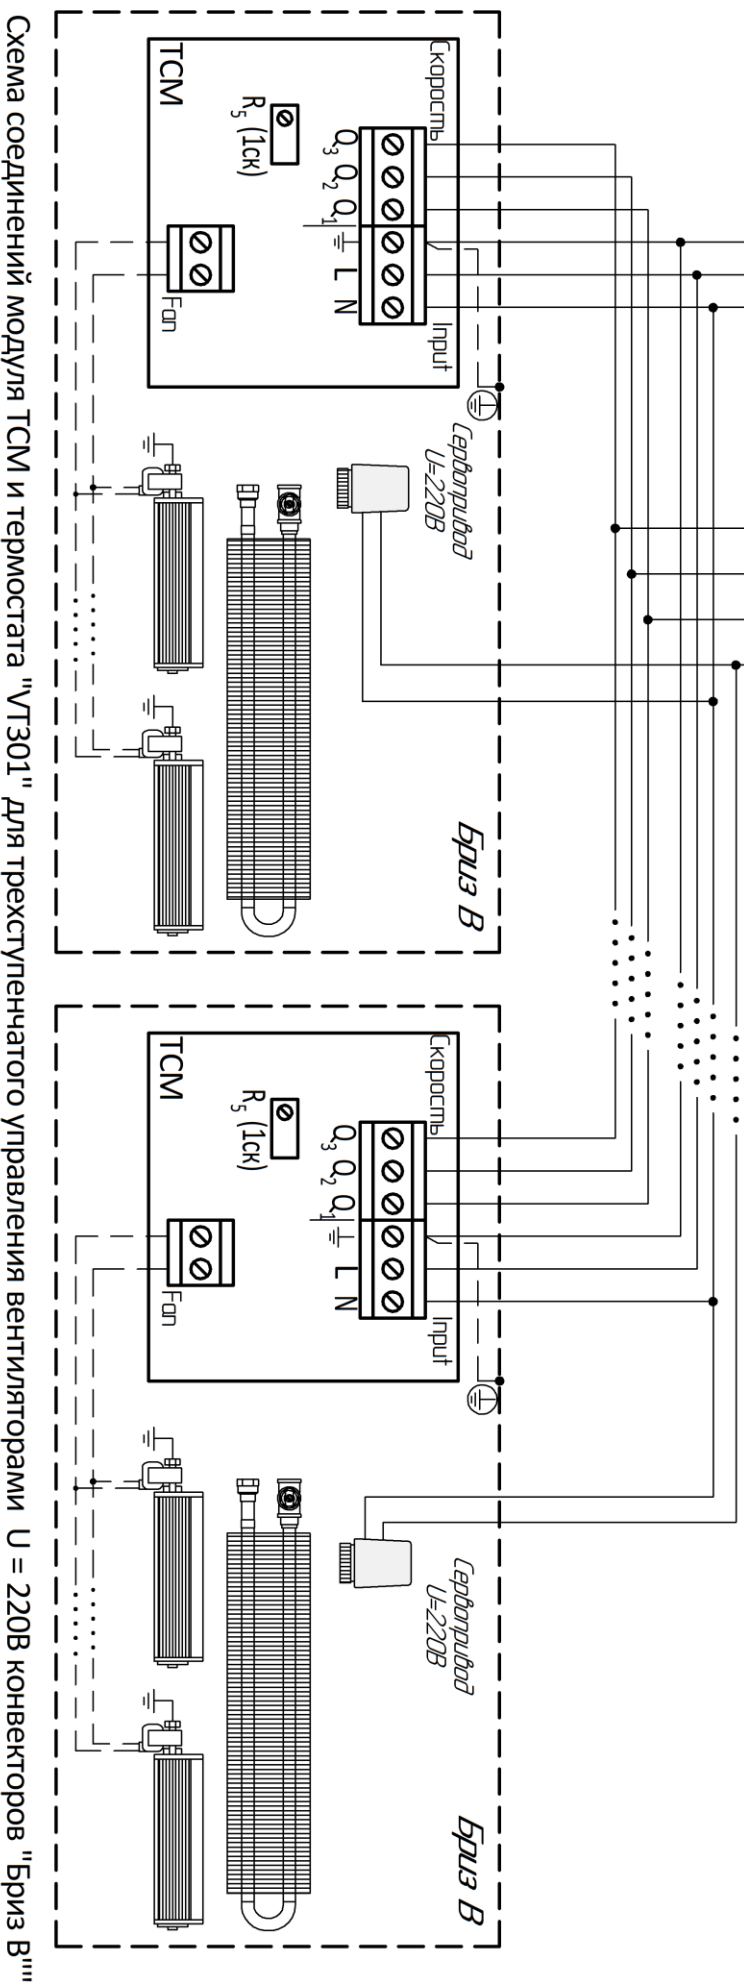 Скорость
Input
Q₃ Q₂ Q₁ L N
R₅ (1ск)
TCM
Fan
Сервопривод
U=220В
Бриз В
Скорость
Input
Q₃ Q₂ Q₁ L N
R₅ (1ск)
TCM
Fan
Сервопривод
U=220В
Бриз В
Схема соединений модуля ТСМ и термостата "VT301" для трехступенчатого управления вентиляторами U = 220В конвекторов "Бриз В""